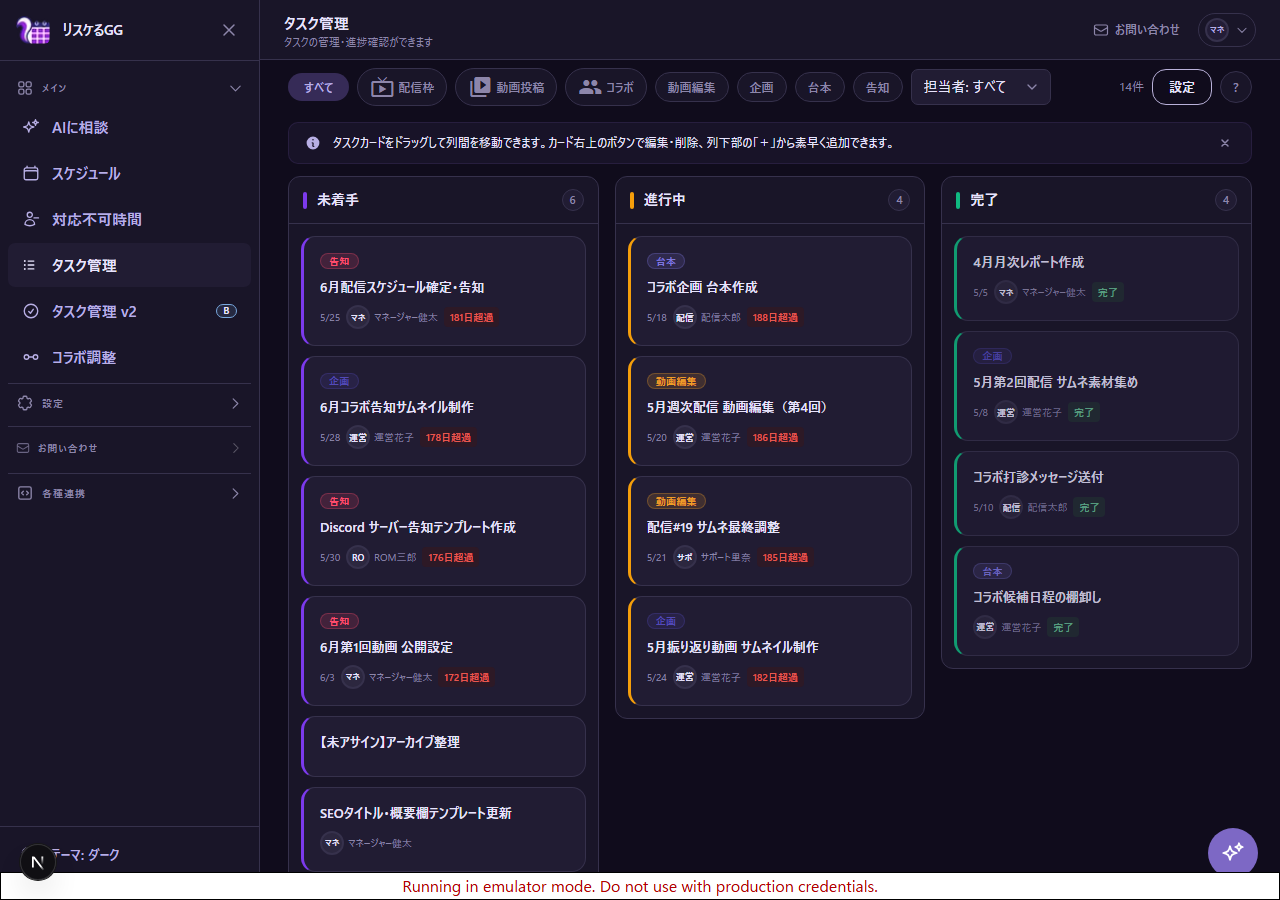 リスケるGG
メイン
AIに相談
スケジュール
対応不可時間
タスク管理
タスク管理 v2
β
コラボ調整
設定
お問い合わせ
各種連携
テーマ: ダーク
N
タスク管理
タスクの管理・進捗確認ができます
お問い合わせ
マネ
すべて
配信枠
動画投稿
コラボ
動画編集
企画
台本
告知
担当者: すべて
14件
設定
?
タスクカードをドラッグして列間を移動できます。カード右上のボタンで編集・削除、列下部の「＋」から素早く追加できます。
未着手
6
告知
6月配信スケジュール確定・告知
5/25 マネ マネージャー健太 181日超過
企画
6月コラボ告知サムネイル制作
5/28 運営 運営花子 178日超過
告知
Discord サーバー告知テンプレート作成
5/30 RO ROM三郎 176日超過
告知
6月第1回動画 公開設定
6/3 マネ マネージャー健太 172日超過
【未アサイン】アーカイブ整理
SEOタイトル・概要欄テンプレート更新
マネ マネージャー健太
進行中
4
台本
コラボ企画 台本作成
5/18 配信 配信太郎 188日超過
動画編集
5月週次配信 動画編集（第4回）
5/20 運営 運営花子 186日超過
動画編集
配信#19 サムネ最終調整
5/21 サポ サポート里奈 185日超過
企画
5月振り返り動画 サムネイル制作
5/24 運営 運営花子 182日超過
完了
4
4月月次レポート作成
5/5 マネ マネージャー健太 完了
企画
5月第2回配信 サムネ素材集め
5/8 運営 運営花子 完了
コラボ打診メッセージ送付
5/10 配信 配信太郎 完了
台本
コラボ候補日程の棚卸し
運営 運営花子 完了
Running in emulator mode. Do not use with production credentials.